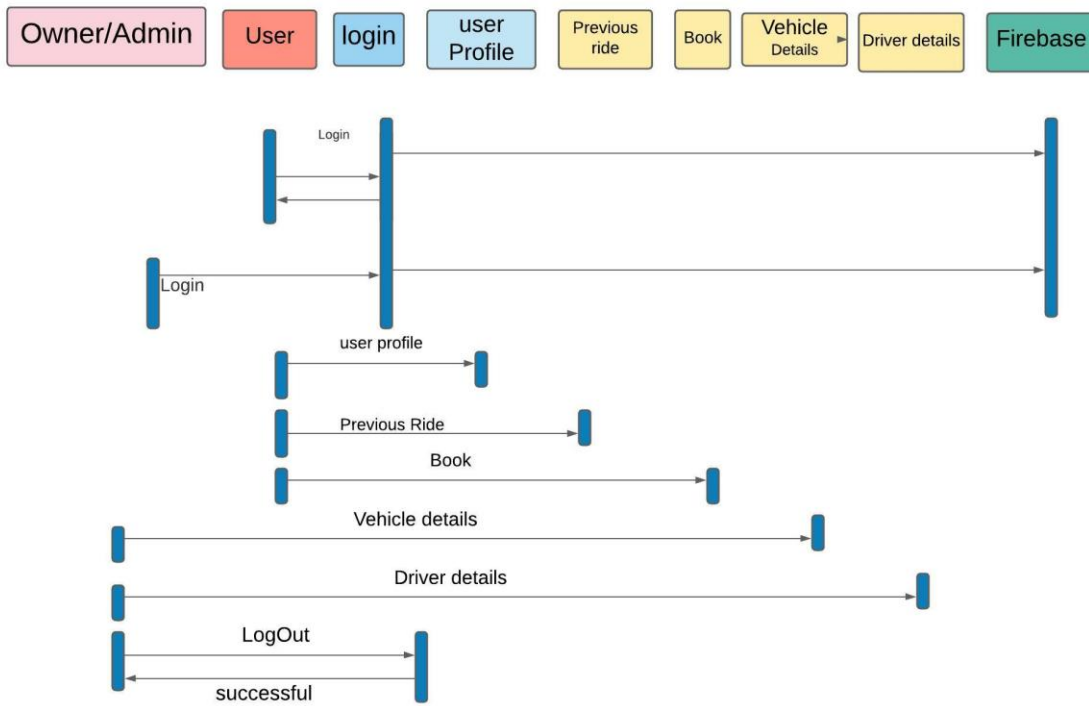 Owner/Admin
User
login
user
Profile
Previous
ride
Book
Vehicle
Details
Driver details
Firebase
Login
Login
user profile
Previous Ride
Book
Vehicle details
Driver details
LogOut
successful